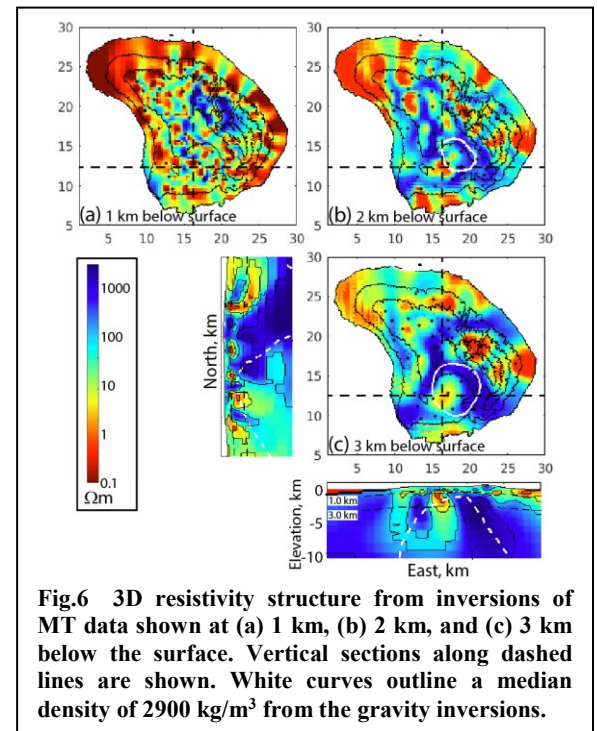 30
25
20
15
10
5
(a) 1 km below surface
5 10 15 20 25 30
30
25
20
15
10
5
(b) 2 km below surface
5 10 15 20 25 30
1000
100
10
1
0.1
Ωm
North, km
30
25
20
15
10
5
(c) 3 km below surface
5 10 15 20 25 30
Elevation, km
0
-5
-10
1.0 km
3.0 km
East, km
Fig.6 3D resistivity structure from inversions of
MT data shown at (a) 1 km, (b) 2 km, and (c) 3 km
below the surface. Vertical sections along dashed
lines are shown. White curves outline a median
density of 2900 kg/m³ from the gravity inversions.